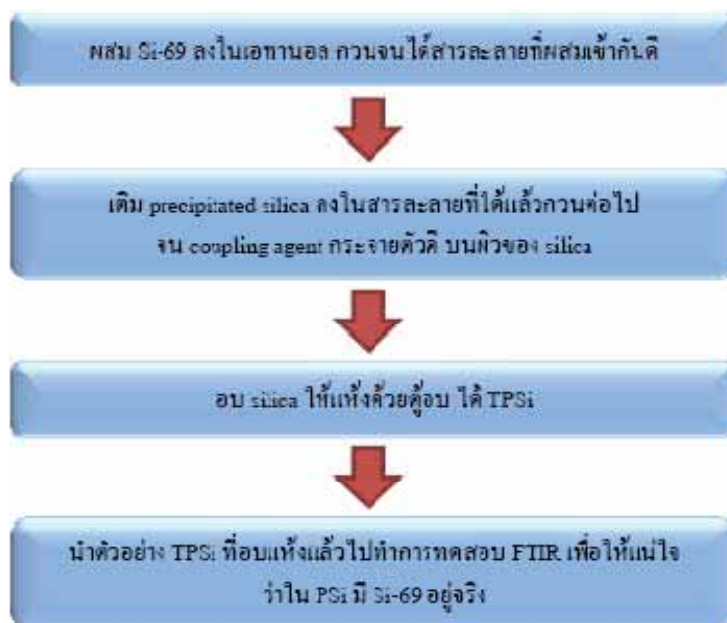 ผสม Si-69 ลงในเอทานอล กวนจนได้สารละลายที่ผสมเข้ากันดี
เติม precipitated silica ลงในสารละลายที่ได้แล้วกวนต่อไป
จน coupling agent กระจายตัวดี บนผิวของ silica
อบ silica ให้แห้งด้วยตู้อบ ได้ TPSi
นำตัวอย่าง TPSi ที่อบแห้งแล้วไปทำการทดสอบ FTIR เพื่อให้แน่ใจ
ว่าใน PSi มี Si-69 อยู่จริง